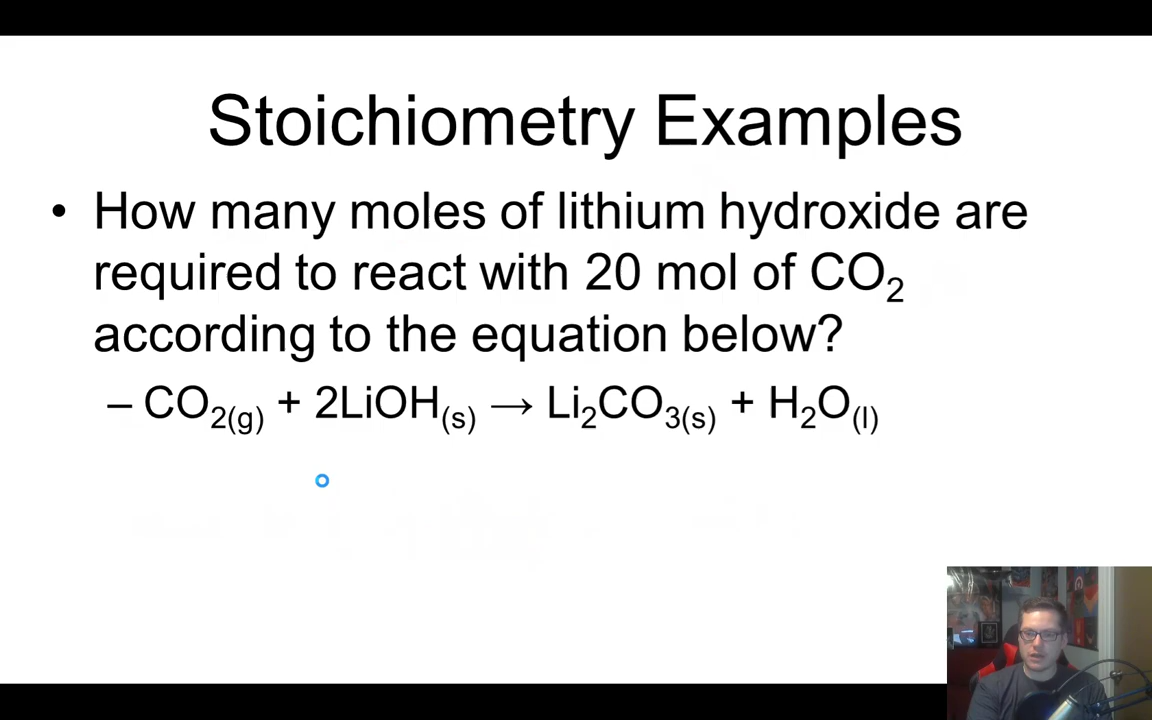 Stoichiometry Examples
• How many moles of lithium hydroxide are
required to react with 20 mol of CO₂
according to the equation below?
– CO₂₍g₎ + 2LiOH₍s₎ → Li₂CO₃₍s₎ + H₂O₍l₎